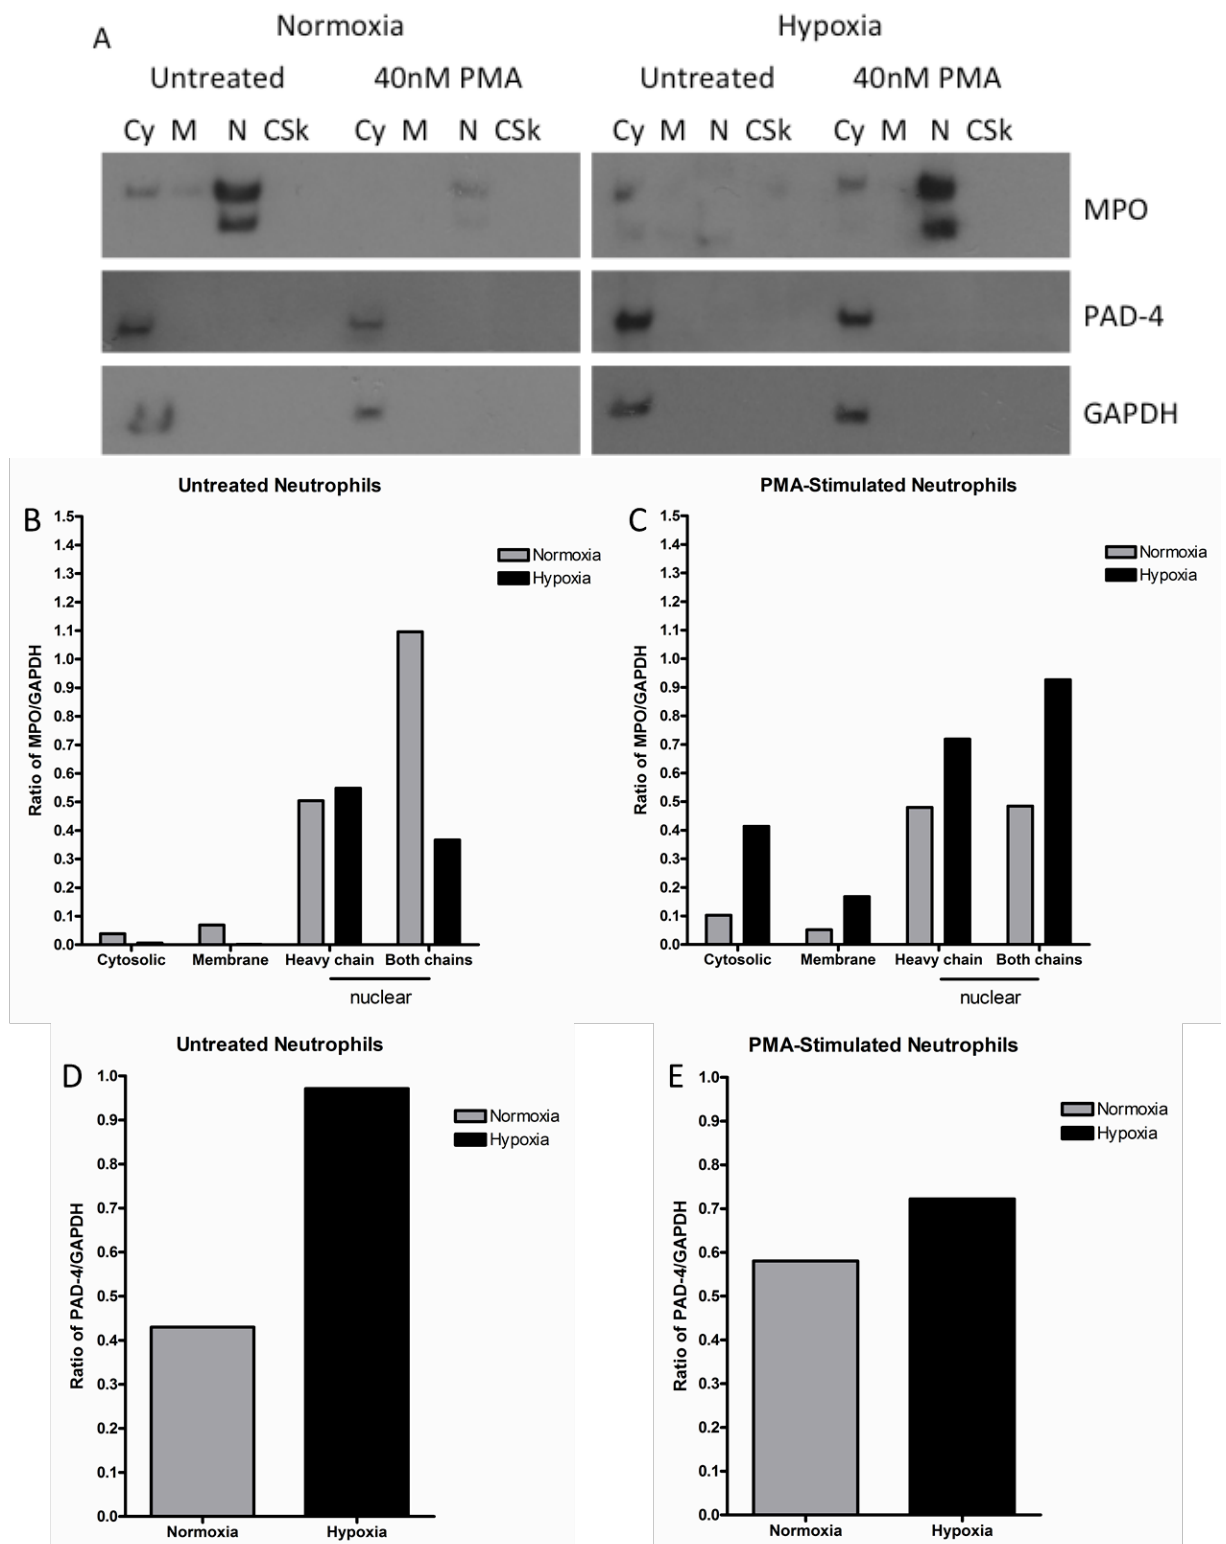 A
Normoxia Hypoxia
Untreated 40nM PMA Untreated 40nM PMA
Cy M N CSk Cy M N CSk Cy M N CSk Cy M N CSk
MPO
PAD-4
GAPDH
Untreated Neutrophils
B
Ratio of MPO/GAPDH
1.5
1.4
1.3
1.2
1.1
1.0
0.9
0.8
0.7
0.6
0.5
0.4
0.3
0.2
0.1
0.0
Normoxia
Hypoxia
Cytosolic Membrane Heavy chain Both chains
nuclear
PMA-Stimulated Neutrophils
C
Ratio of MPO/GAPDH
1.5
1.4
1.3
1.2
1.1
1.0
0.9
0.8
0.7
0.6
0.5
0.4
0.3
0.2
0.1
0.0
Normoxia
Hypoxia
Cytosolic Membrane Heavy chain Both chains
nuclear
Untreated Neutrophils
D
Ratio of PAD-4/GAPDH
1.0
0.9
0.8
0.7
0.6
0.5
0.4
0.3
0.2
0.1
0.0
Normoxia
Hypoxia
Normoxia Hypoxia
PMA-Stimulated Neutrophils
E
Ratio of PAD-4/GAPDH
1.0
0.9
0.8
0.7
0.6
0.5
0.4
0.3
0.2
0.1
0.0
Normoxia
Hypoxia
Normoxia Hypoxia